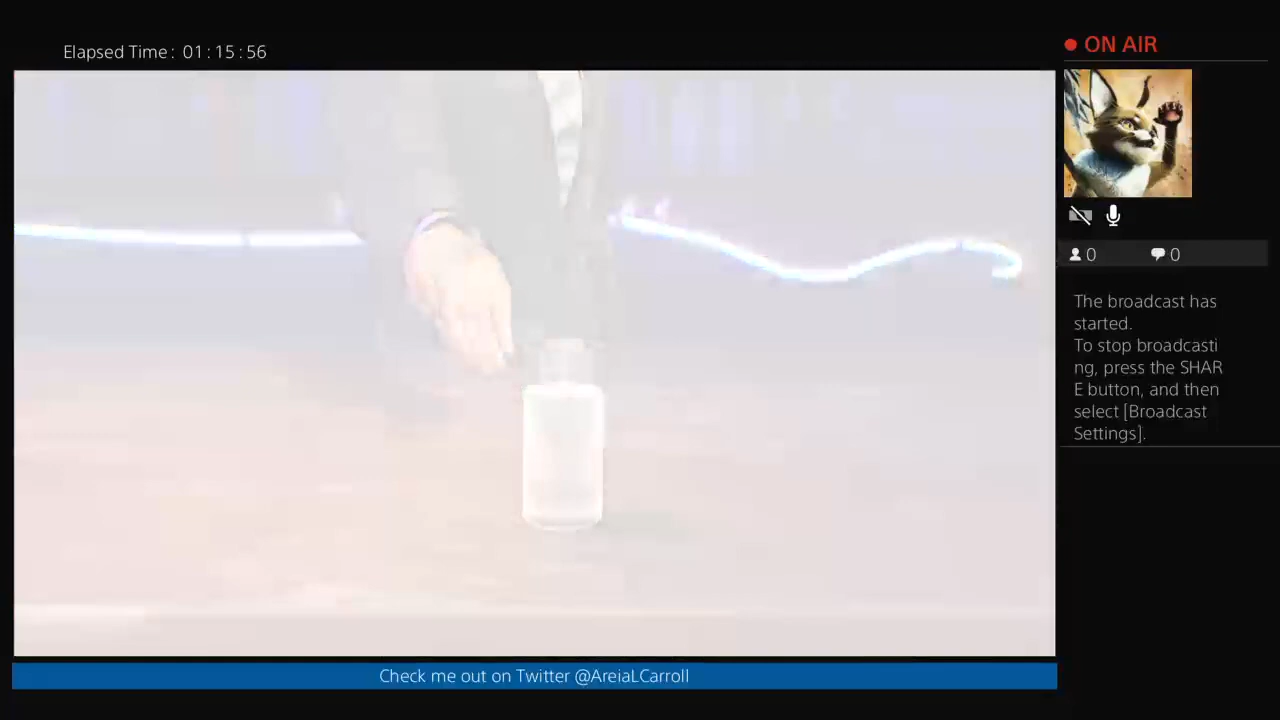 Elapsed Time: 01:15:56
ON AIR
0 0
The broadcast has
started.
To stop broadcasti
ng, press the SHAR
E button, and then
select [Broadcast
Settings].
Check me out on Twitter @AreiaLCarroll